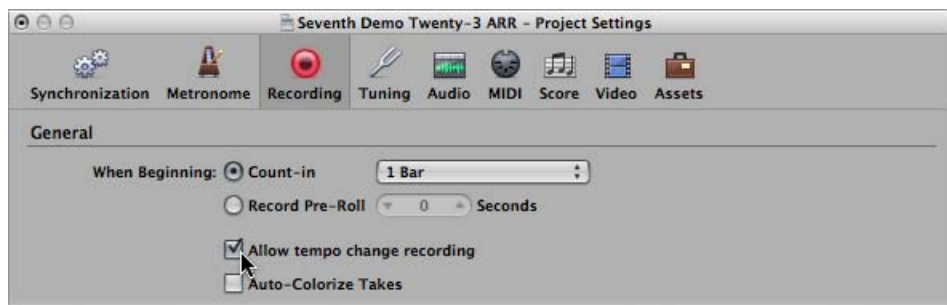 Seventh Demo Twenty-3 ARR - Project Settings
Synchronization Metronome Recording Tuning Audio MIDI Score Video Assets
General
When Beginning: Count-in 1 Bar
Record Pre-Roll 0 Seconds
Allow tempo change recording
Auto-Colorize Takes